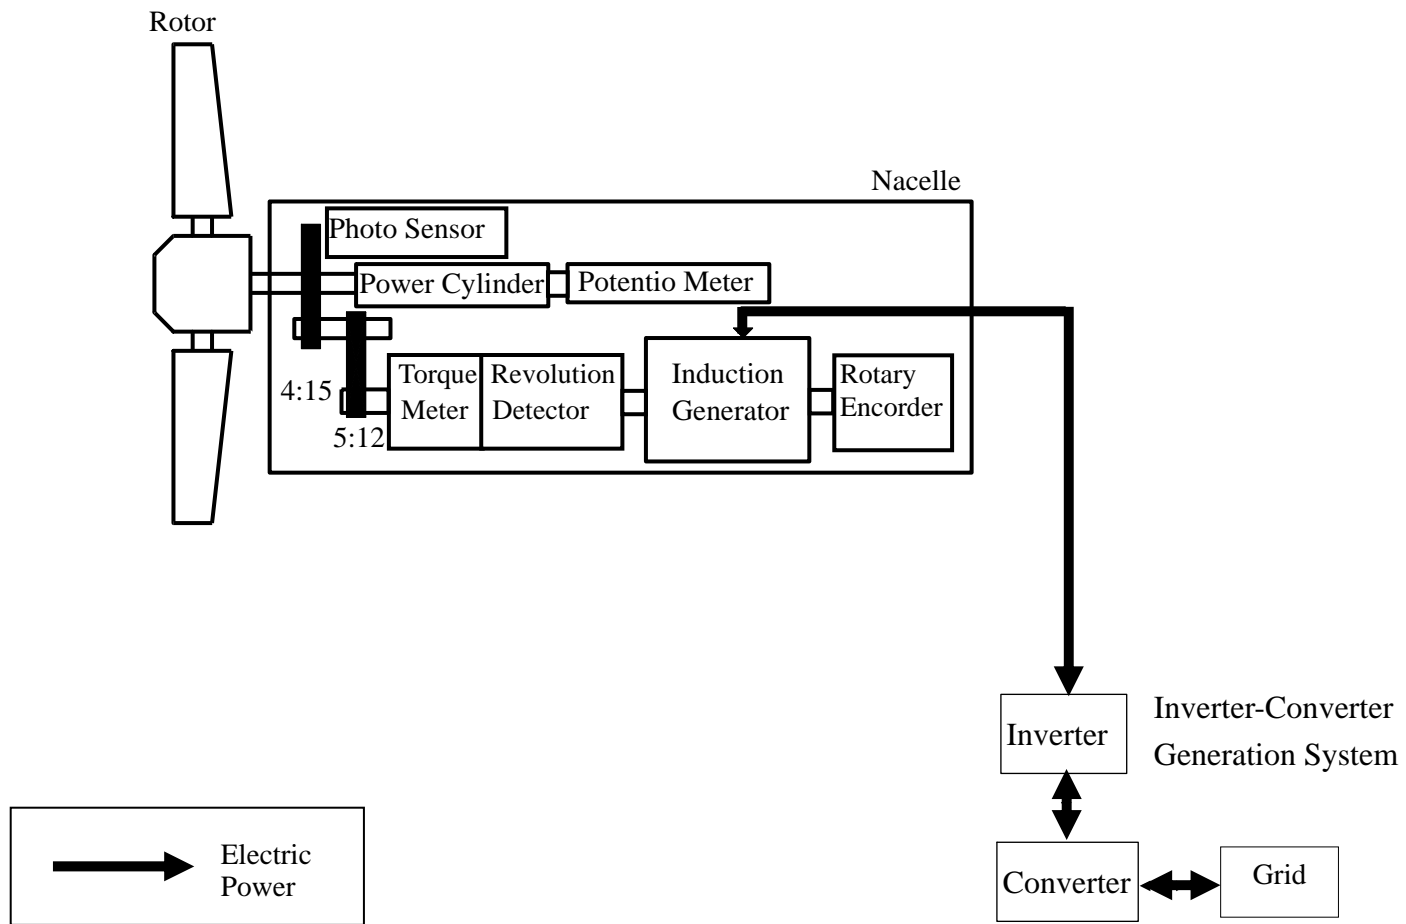 Rotor
Nacelle
Photo Sensor
Power Cylinder
Potentio Meter
4:15
5:12
Torque
Meter
Revolution
Detector
Induction
Generator
Rotary
Encorder
Inverter
Inverter-Converter
Generation System
Converter
Grid
Electric
Power